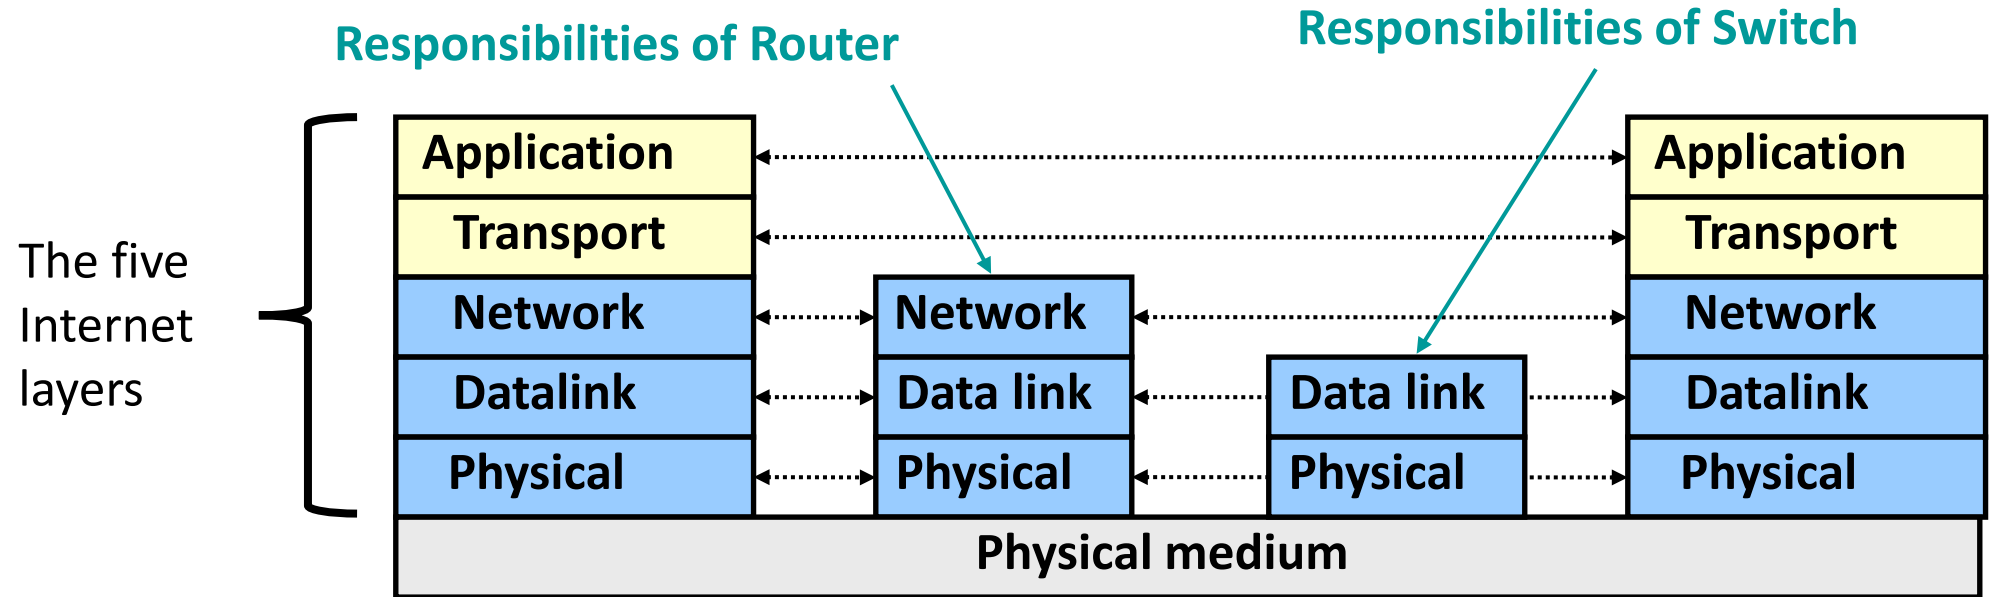 Responsibilities of Router
Responsibilities of Switch
The five
Internet
layers
Application
Transport
Network
Datalink
Physical
Network
Data link
Physical
Data link
Physical
Application
Transport
Network
Datalink
Physical
Physical medium